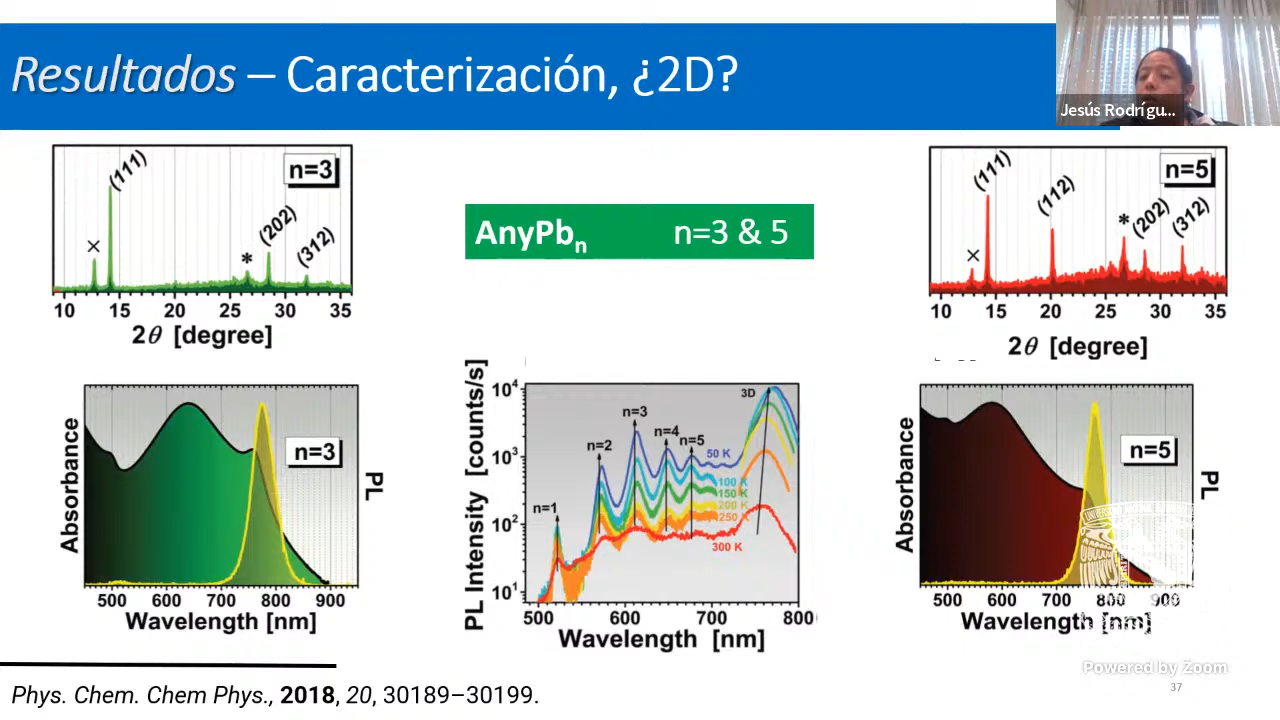 Resultados – Caracterización, ¿2D?
Jesús Rodrígu...
n=3
(111)
×
*
(202)
(312)
10 15 20 25 30 35
2θ [degree]
AnyPbn n=3 & 5
n=5
(111)
(112)
×
*
(202)
(312)
10 15 20 25 30 35
2θ [degree]
Absorbance
n=3
PL
500 600 700 800 900
Wavelength [nm]
PL Intensity [counts/s]
10⁴
10³
10²
10¹
3D
n=1
n=2
n=3
n=4
n=5
50 K
100 K
150 K
200 K
250 K
300 K
500 600 700 800
Wavelength [nm]
Absorbance
n=5
PL
500 600 700 800 900
Wavelength [nm]
Powered by Zoom
37
Phys. Chem. Chem Phys., 2018, 20, 30189–30199.